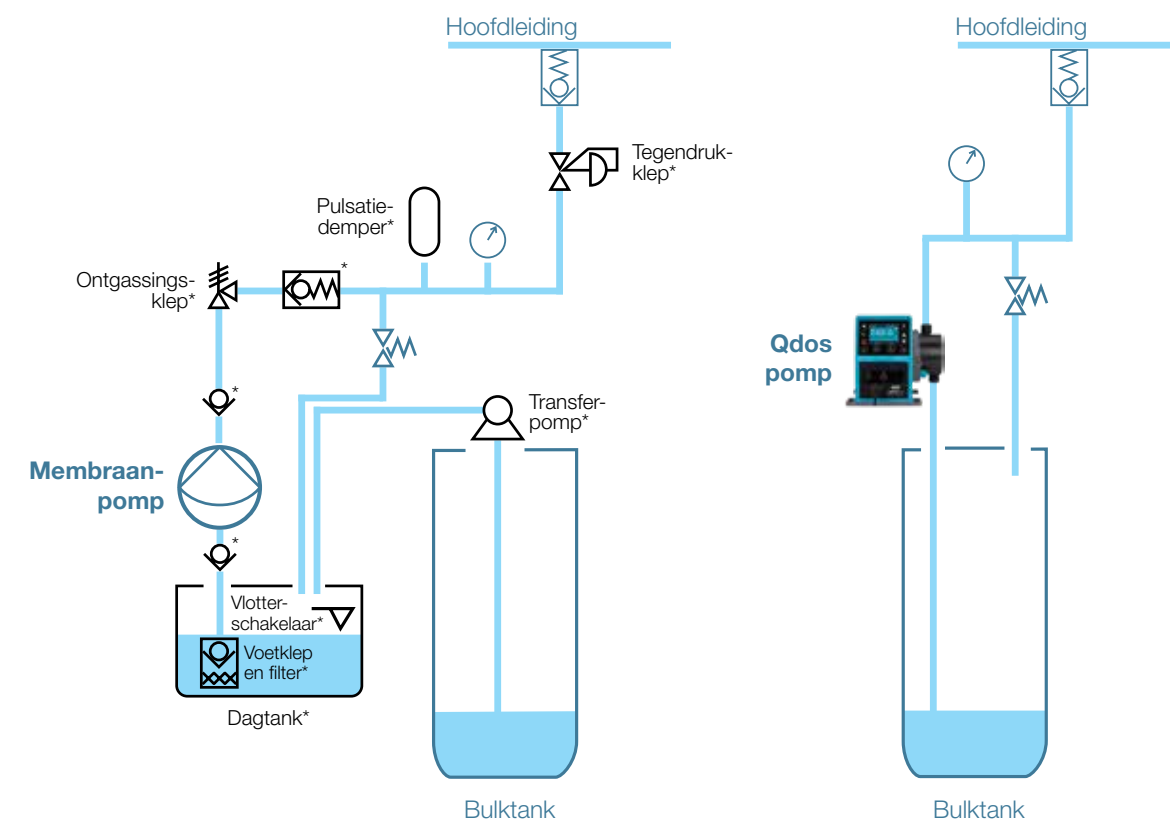 Hoofdleiding
Tegendruk-
klep*
Pulsatie-
demper*
Ontgassings-
klep*
*
*
Membraan-
pomp
*
Transfer-
pomp*
Vlotter-
schakelaar*
Voetklep
en filter*
Dagtank*
Bulktank
Hoofdleiding
Qdos
pomp
Bulktank